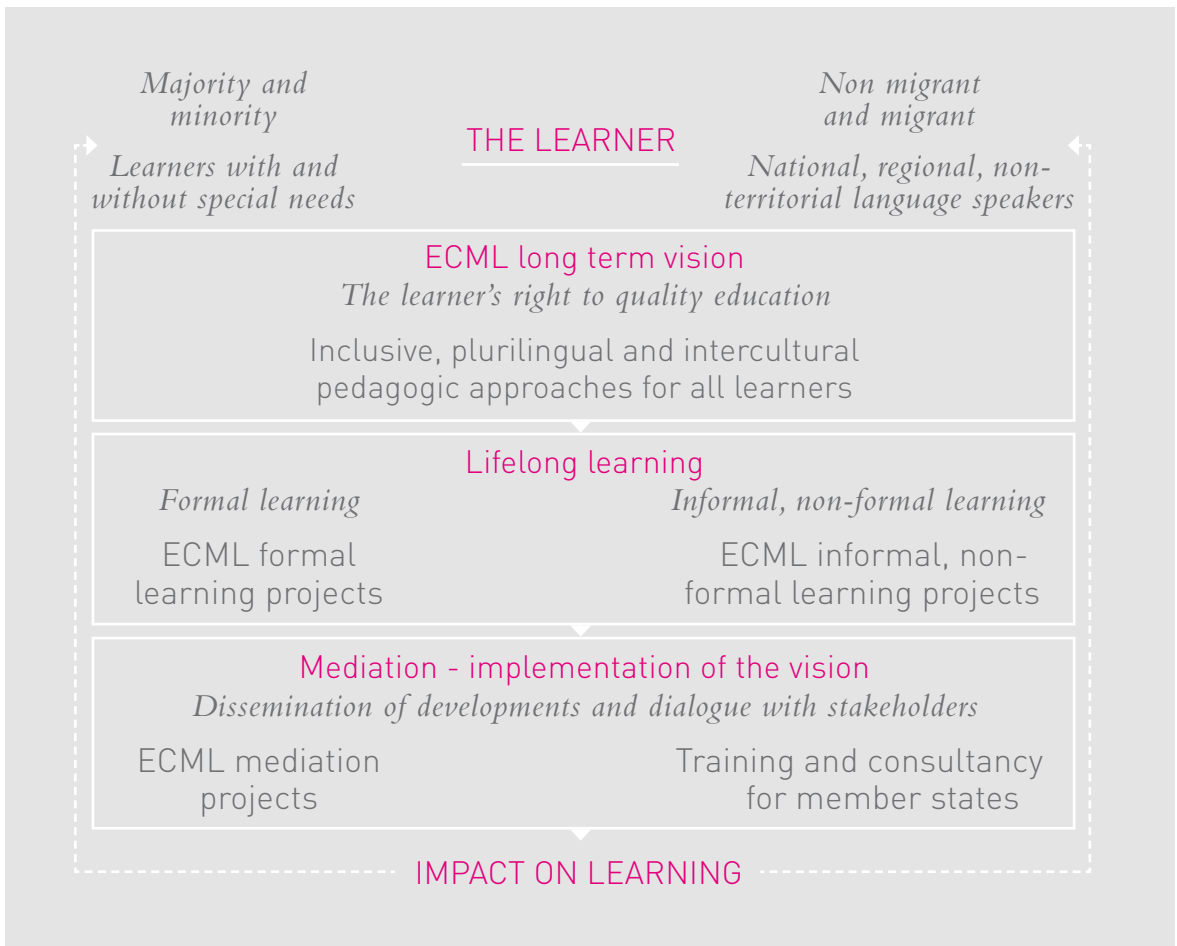 Majority and
minority
Learners with and
without special needs
THE LEARNER
Non migrant
and migrant
National, regional, non-
territorial language speakers
ECML long term vision
The learner’s right to quality education
Inclusive, plurilingual and intercultural
pedagogic approaches for all learners
Lifelong learning
Formal learning
ECML formal
learning projects
Informal, non-formal learning
ECML informal, non-
formal learning projects
Mediation - implementation of the vision
Dissemination of developments and dialogue with stakeholders
ECML mediation
projects
Training and consultancy
for member states
IMPACT ON LEARNING